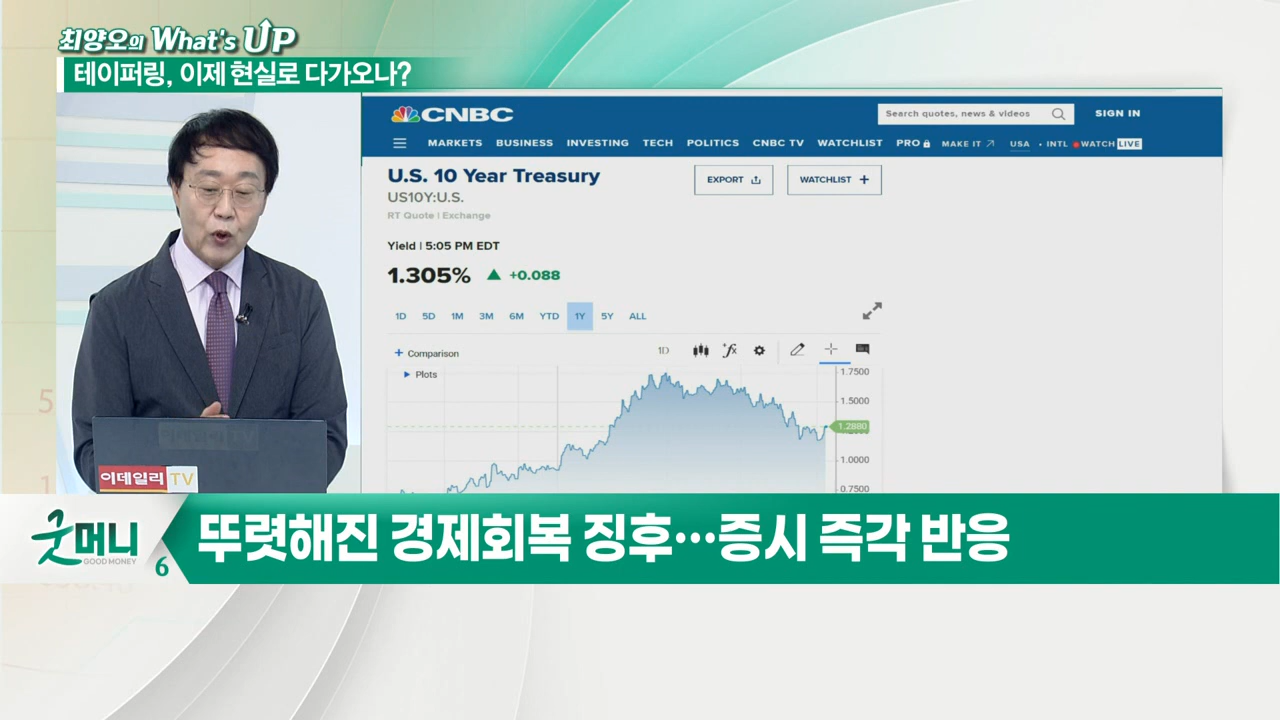 최양오의 What's UP
테이퍼링, 이제 현실로 다가오나?
CNBC
Search quotes, news & videos
SIGN IN
MARKETS BUSINESS INVESTING TECH POLITICS CNBC TV WATCHLIST PRO MAKE IT USA • INTL WATCH LIVE
U.S. 10 Year Treasury
EXPORT
WATCHLIST +
US10Y:U.S.
RT Quote | Exchange
Yield | 5:05 PM EDT
1.305% ▲ +0.088
1D 5D 1M 3M 6M YTD 1Y 5Y ALL
+ Comparison
1D
Plots
1.7500
1.5000
1.2880
1.0000
0.7500
이데일리 TV
굿머니
GOOD MONEY
6
뚜렷해진 경제회복 징후…증시 즉각 반응